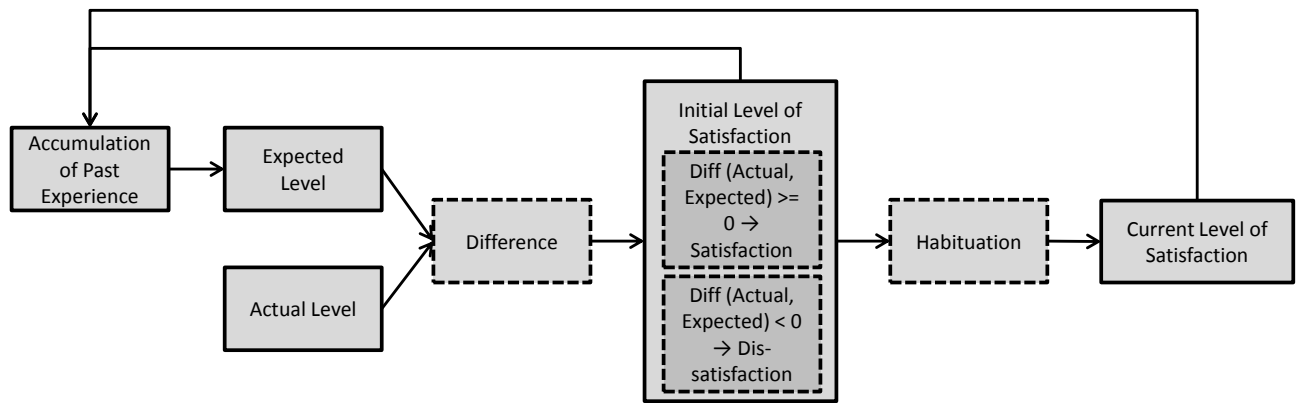 Accumulation
of Past
Experience
Expected
Level
Actual Level
Difference
Initial Level of
Satisfaction
Diff (Actual,
Expected) >=
0 →
Satisfaction
Diff (Actual,
Expected) < 0
→ Dis-
satisfaction
Habituation
Current Level of
Satisfaction